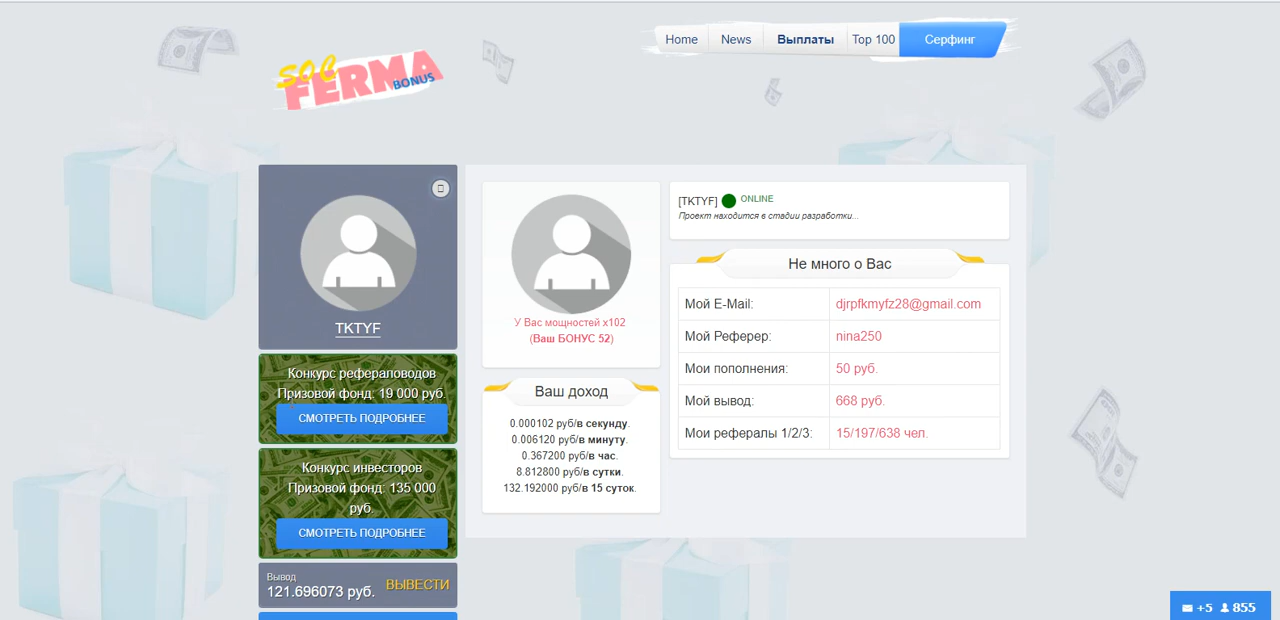 Home News Выплаты Top 100 Серфинг
SOC
FERMA
BONUS
TKTYF
Конкурс рефераловодов
Призовой фонд: 19 000 руб.
СМОТРЕТЬ ПОДРОБНЕЕ
Конкурс инвесторов
Призовой фонд: 135 000
руб.
СМОТРЕТЬ ПОДРОБНЕЕ
Вывод
121.696073 руб. ВЫВЕСТИ
У Вас мощностей x102
(Ваш БОНУС 52)
Ваш доход
0.000102 руб/в секунду.
0.006120 руб/в минуту.
0.367200 руб/в час.
8.812800 руб/в сутки.
132.192000 руб/в 15 суток.
[TKTYF] ONLINE
Проект находится в стадии разработки...
Не много о Вас
Мой E-Mail: djrpfkmyfz28@gmail.com
Мой Реферер: nina250
Мои пополнения: 50 руб.
Мой вывод: 668 руб.
Мои рефералы 1/2/3: 15/197/638 чел.
+5 855